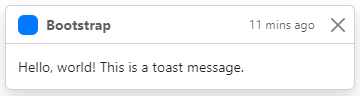 Bootstrap 11 mins ago
Hello, world! This is a toast message.